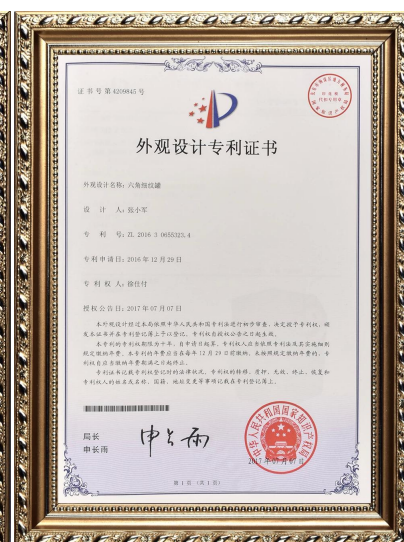 证书号第4209845号
外观设计专利证书
外观设计名称：六角纽纹罐
设 计 人：张小军
专 利 号：ZL 2016 3 0655323.4
专利申请日：2016年12月29日
专 利 权 人：徐仕付
授权公告日：2017年07月07日
本外观设计经过本局依照中华人民共和国专利法进行初步审查，决定授予专利权，颁
发本证书并在专利登记簿上予以登记。专利权自授权公告之日起生效。
本专利的专利权期限为十年，自申请日起算。专利权人应当依照专利法及其实施细则
规定缴纳年费。本专利的年费应当在每年12月29日前缴纳。未按照规定缴纳年费的，专
利权自应当缴纳年费期满之日起终止。
专利证书记载专利权登记时的法律状况。专利权的转移、质押、无效、终止、恢复和
专利权人的姓名或名称、国籍、地址变更等事项记载在专利登记簿上。
局长
申长雨
申长雨
中华人民共和国国家知识产权局
2017年07月07日
第1页（共1页）